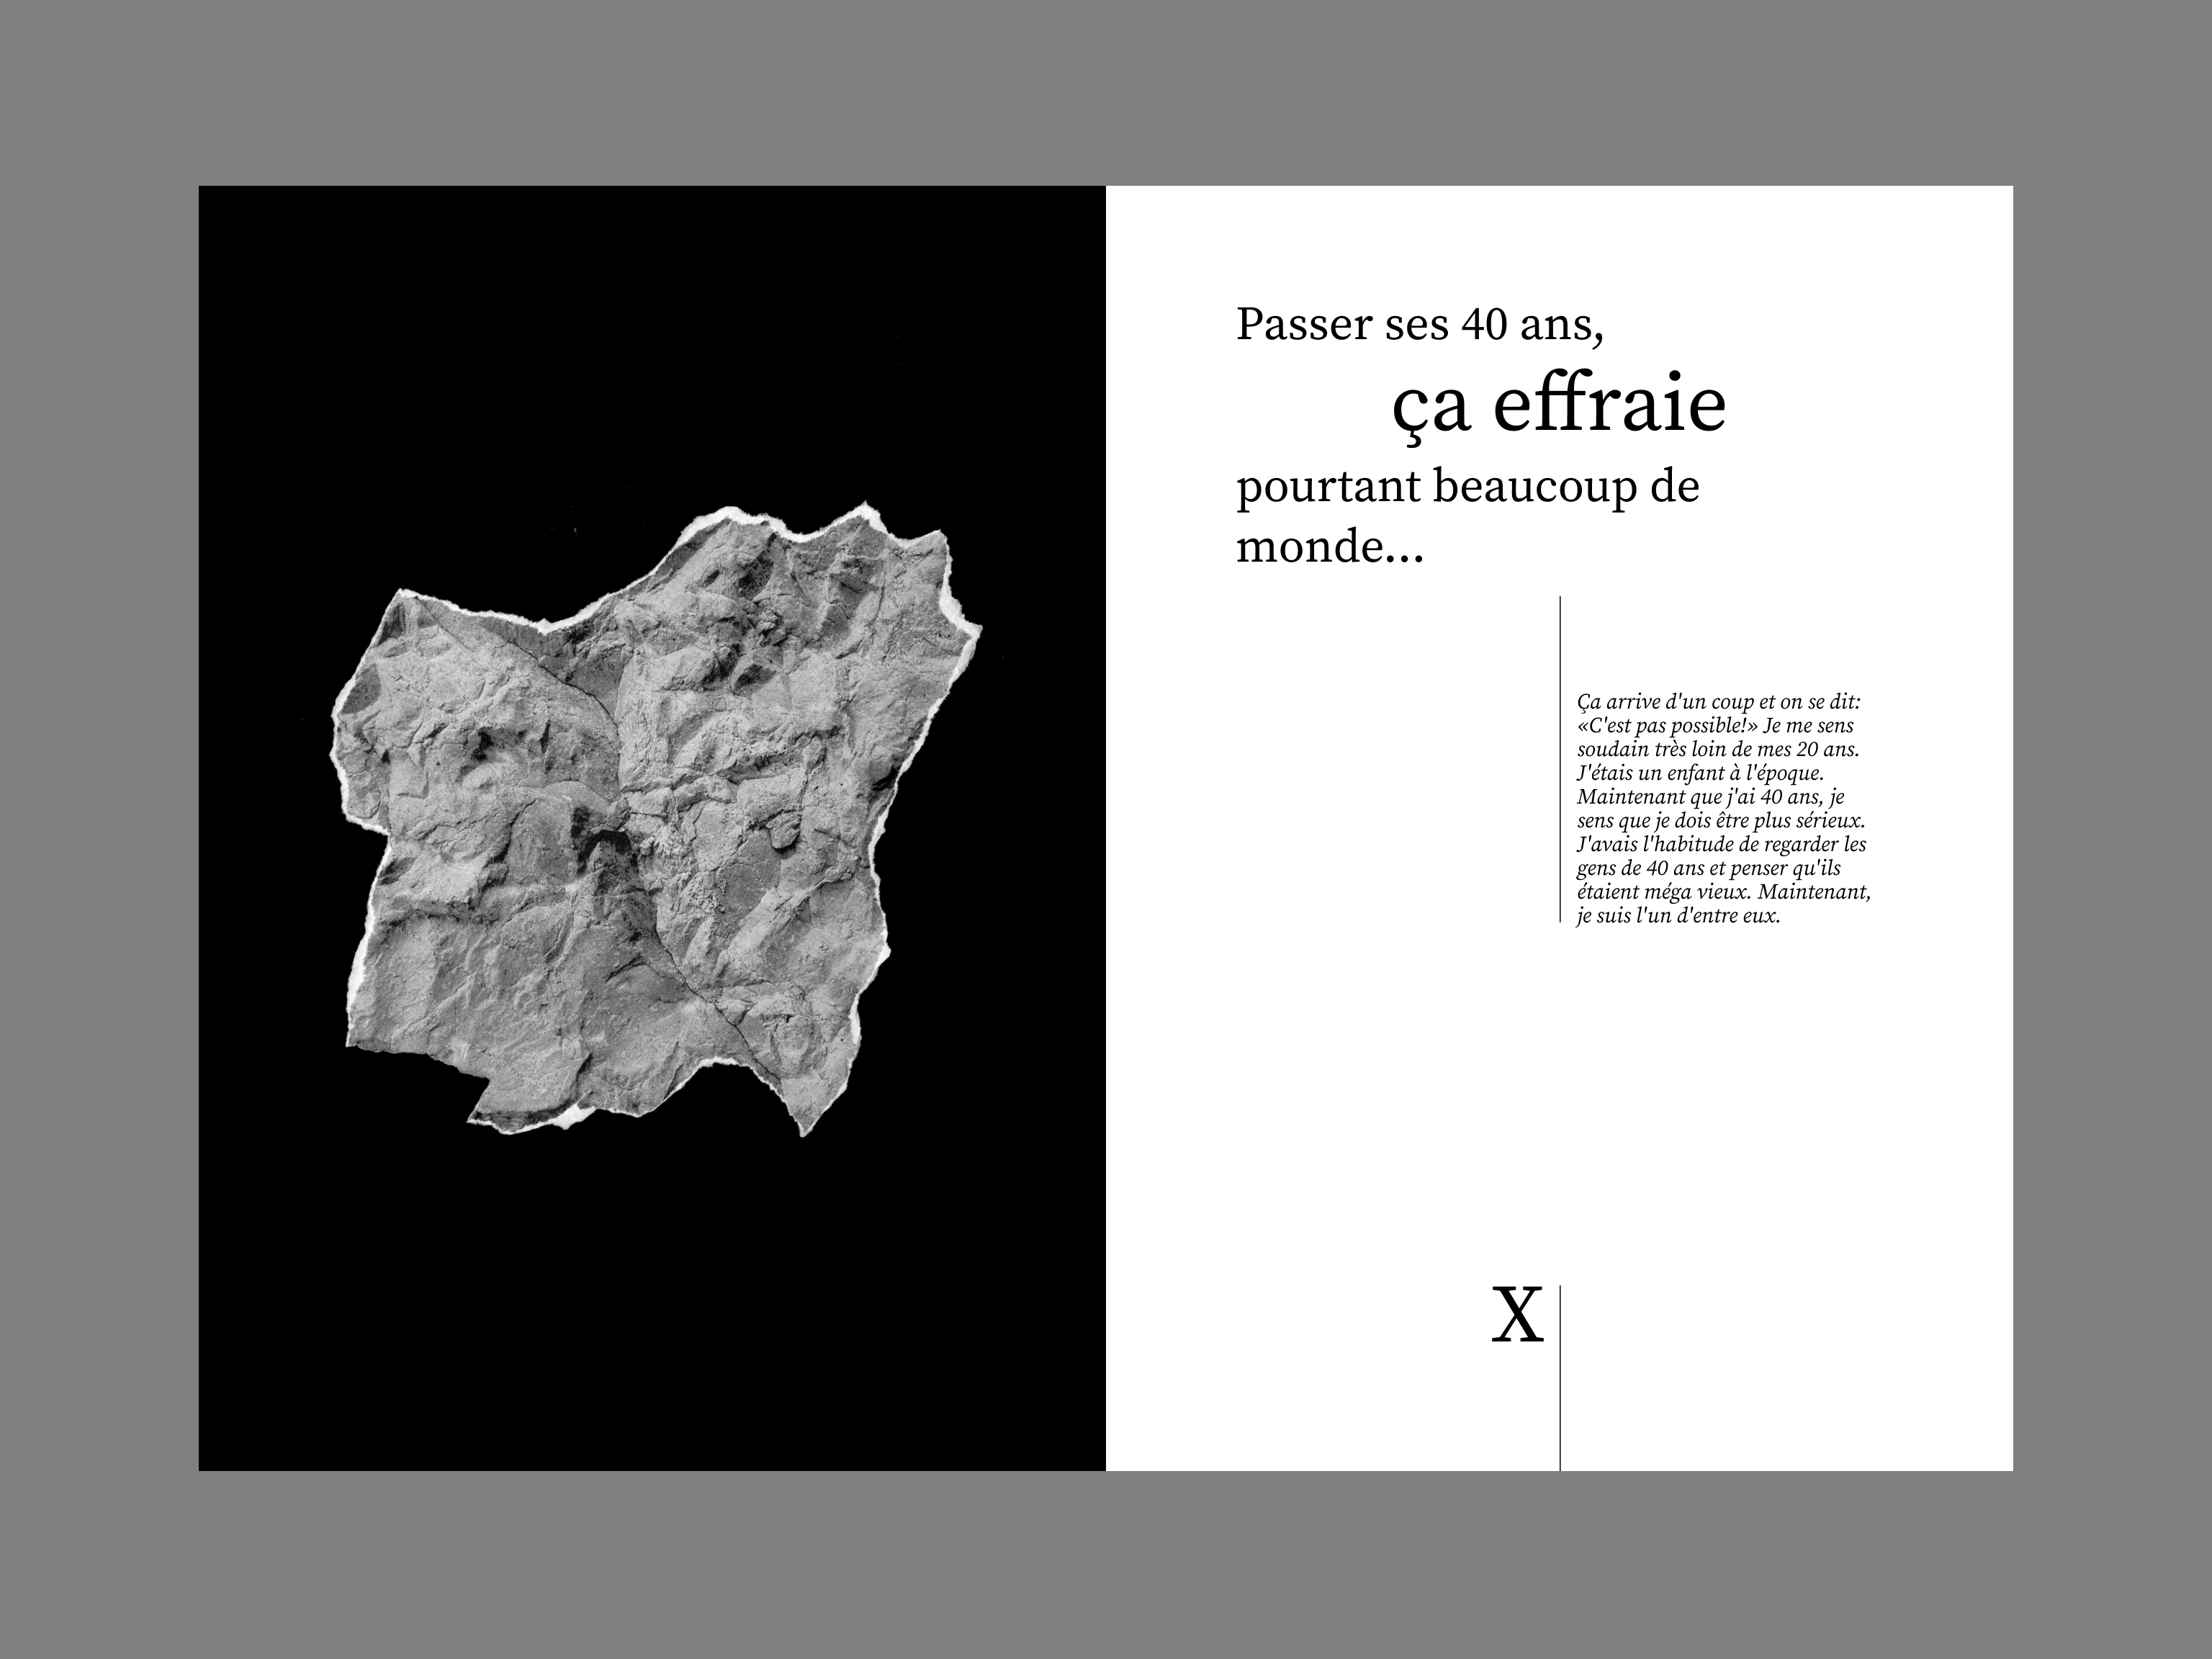 Passer ses 40 ans,
ça effraie
pourtant beaucoup de
monde...
Ça arrive d'un coup et on se dit:
«C'est pas possible!» Je me sens
soudain très loin de mes 20 ans.
J'étais un enfant à l'époque.
Maintenant que j'ai 40 ans, je
sens que je dois être plus sérieux.
J'avais l'habitude de regarder les
gens de 40 ans et penser qu'ils
étaient méga vieux. Maintenant,
je suis l'un d'entre eux.
X